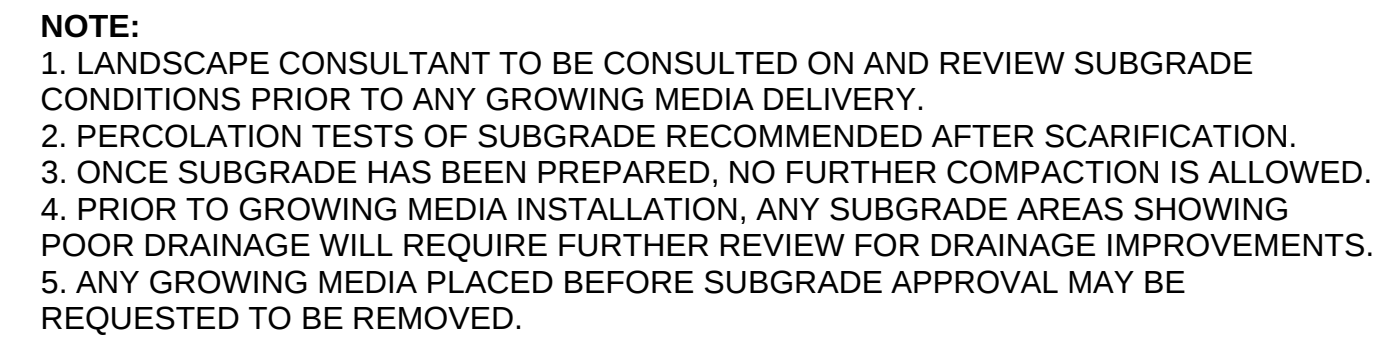 NOTE:
1. LANDSCAPE CONSULTANT TO BE CONSULTED ON AND REVIEW SUBGRADE
CONDITIONS PRIOR TO ANY GROWING MEDIA DELIVERY.
2. PERCOLATION TESTS OF SUBGRADE RECOMMENDED AFTER SCARIFICATION.
3. ONCE SUBGRADE HAS BEEN PREPARED, NO FURTHER COMPACTION IS ALLOWED.
4. PRIOR TO GROWING MEDIA INSTALLATION, ANY SUBGRADE AREAS SHOWING
POOR DRAINAGE WILL REQUIRE FURTHER REVIEW FOR DRAINAGE IMPROVEMENTS.
5. ANY GROWING MEDIA PLACED BEFORE SUBGRADE APPROVAL MAY BE
REQUESTED TO BE REMOVED.